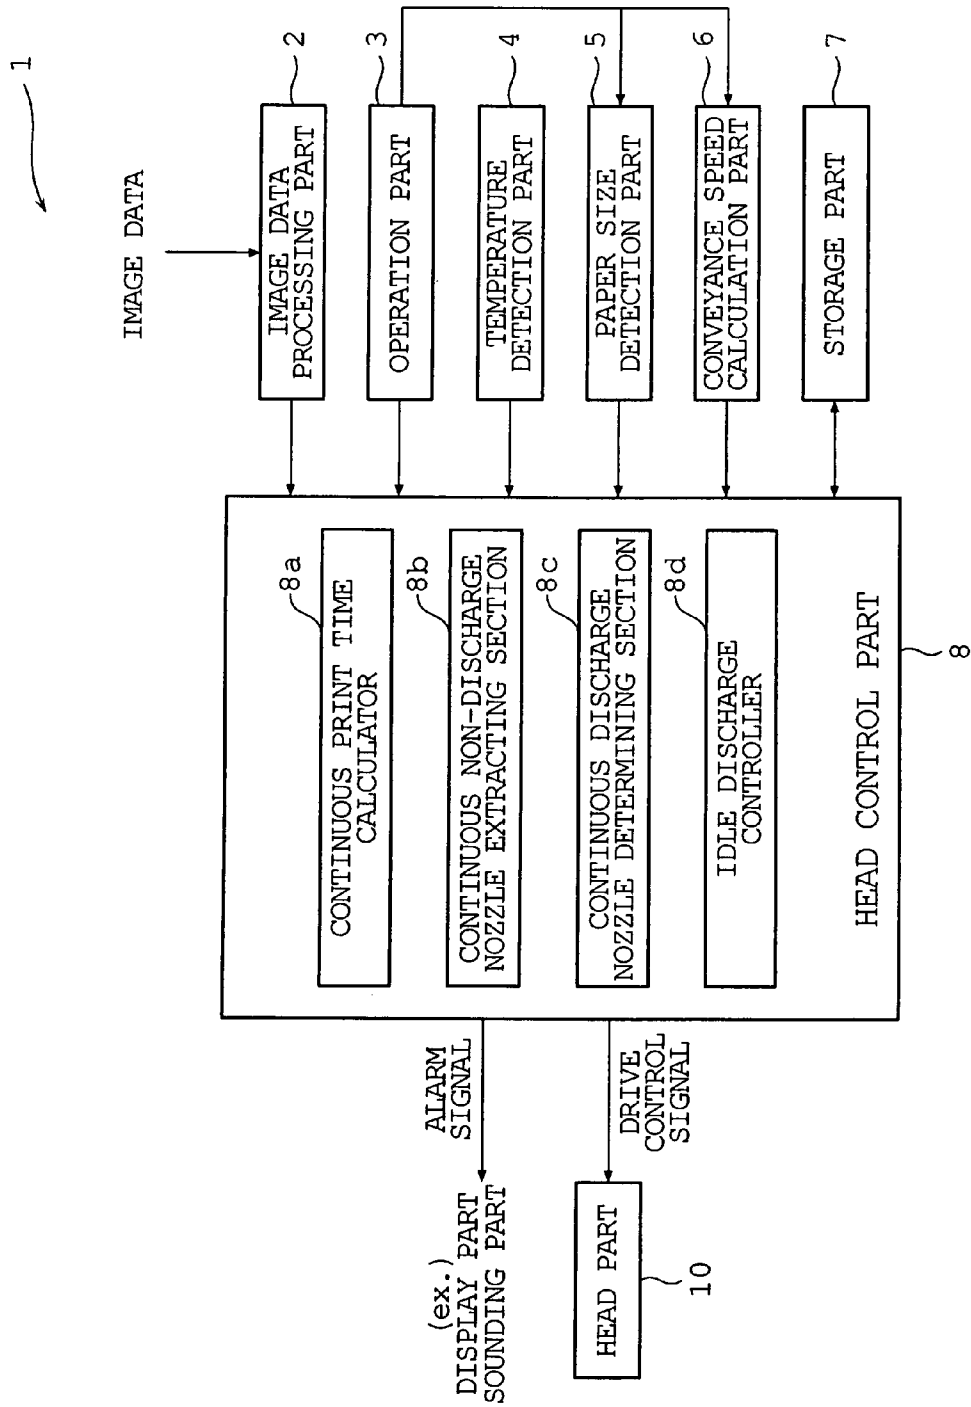 1
IMAGE DATA
2
IMAGE DATA
PROCESSING PART
3
OPERATION PART
4
TEMPERATURE
DETECTION PART
5
PAPER SIZE
DETECTION PART
6
CONVEYANCE SPEED
CALCULATION PART
7
STORAGE PART
8a
CONTINUOUS PRINT TIME
CALCULATOR
8b
CONTINUOUS NON-DISCHARGE
NOZZLE EXTRACTING SECTION
8c
CONTINUOUS DISCHARGE
NOZZLE DETERMINING SECTION
8d
IDLE DISCHARGE
CONTROLLER
HEAD CONTROL PART
8
ALARM
SIGNAL
DRIVE
CONTROL
SIGNAL
(ex.)
DISPLAY PART
SOUNDING PART
HEAD PART
10